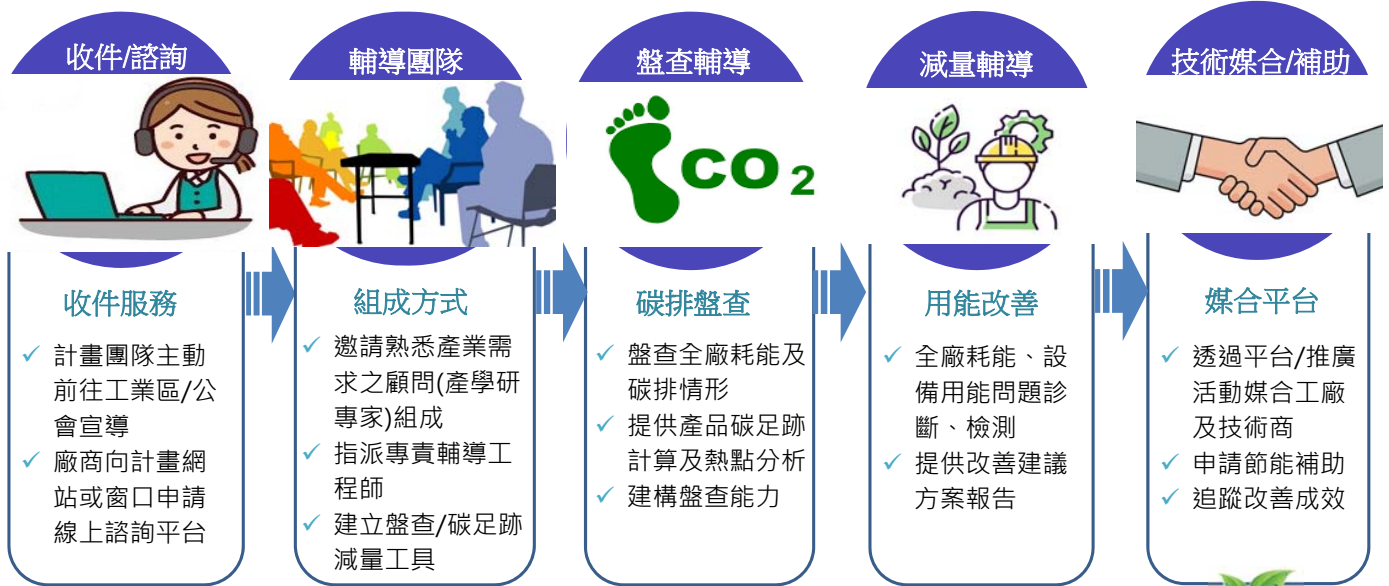 收件/諮詢
輔導團隊
盤查輔導
減量輔導
技術媒合/補助
CO2
收件服務
✓ 計畫團隊主動
前往工業區/公
會宣導
✓ 廠商向計畫網
站或窗口申請
線上諮詢平台
組成方式
✓ 邀請熟悉產業需
求之顧問(產學研
專家)組成
✓ 指派專責輔導工
程師
✓ 建立盤查/碳足跡
減量工具
碳排盤查
✓ 盤查全廠耗能及
碳排情形
✓ 提供產品碳足跡
計算及熱點分析
✓ 建構盤查能力
用能改善
✓ 全廠耗能、設
備用能問題診
斷、檢測
✓ 提供改善建議
方案報告
媒合平台
✓ 透過平台/推廣
活動媒合工廠
及技術商
✓ 申請節能補助
✓ 追蹤改善成效